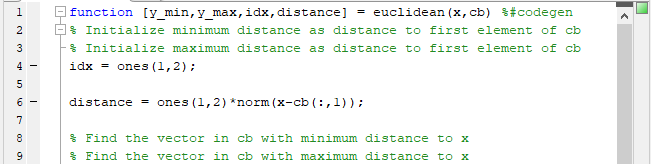 1 function [y_min,y_max,idx,distance] = euclidean(x,cb) %#codegen
2 % Initialize minimum distance as distance to first element of cb
3 % Initialize maximum distance as distance to first element of cb
4 idx = ones(1,2);
5
6 distance = ones(1,2)*norm(x-cb(:,1));
7
8 % Find the vector in cb with minimum distance to x
9 % Find the vector in cb with maximum distance to x